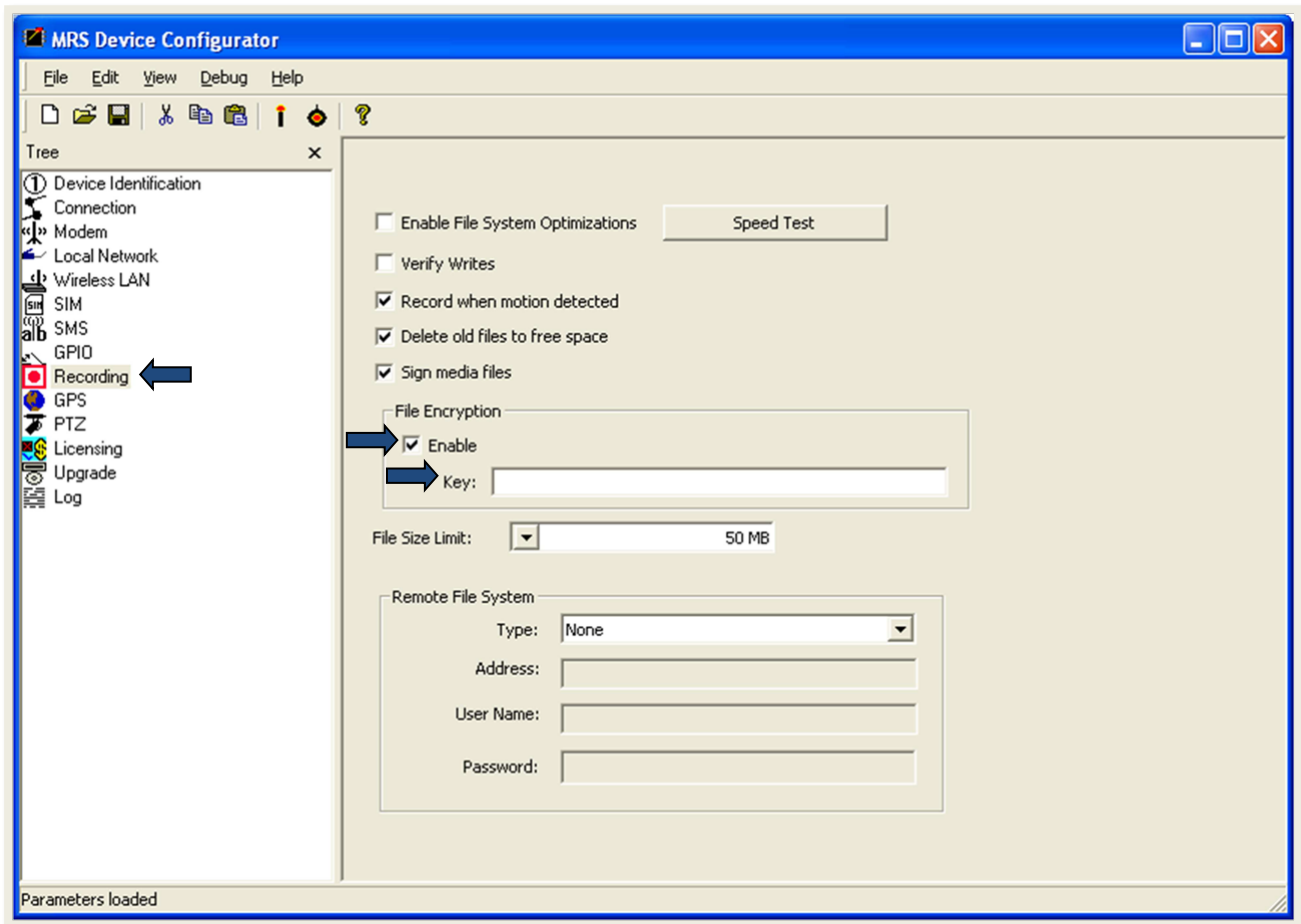 MRS Device Configurator
File Edit View Debug Help
Tree
Device Identification
Connection
Modem
Local Network
Wireless LAN
SIM
SMS
GPIO
Recording
GPS
PTZ
Licensing
Upgrade
Log
Enable File System Optimizations
Speed Test
Verify Writes
Record when motion detected
Delete old files to free space
Sign media files
File Encryption
Enable
Key:
File Size Limit: 50 MB
Remote File System
Type: None
Address:
User Name:
Password:
Parameters loaded